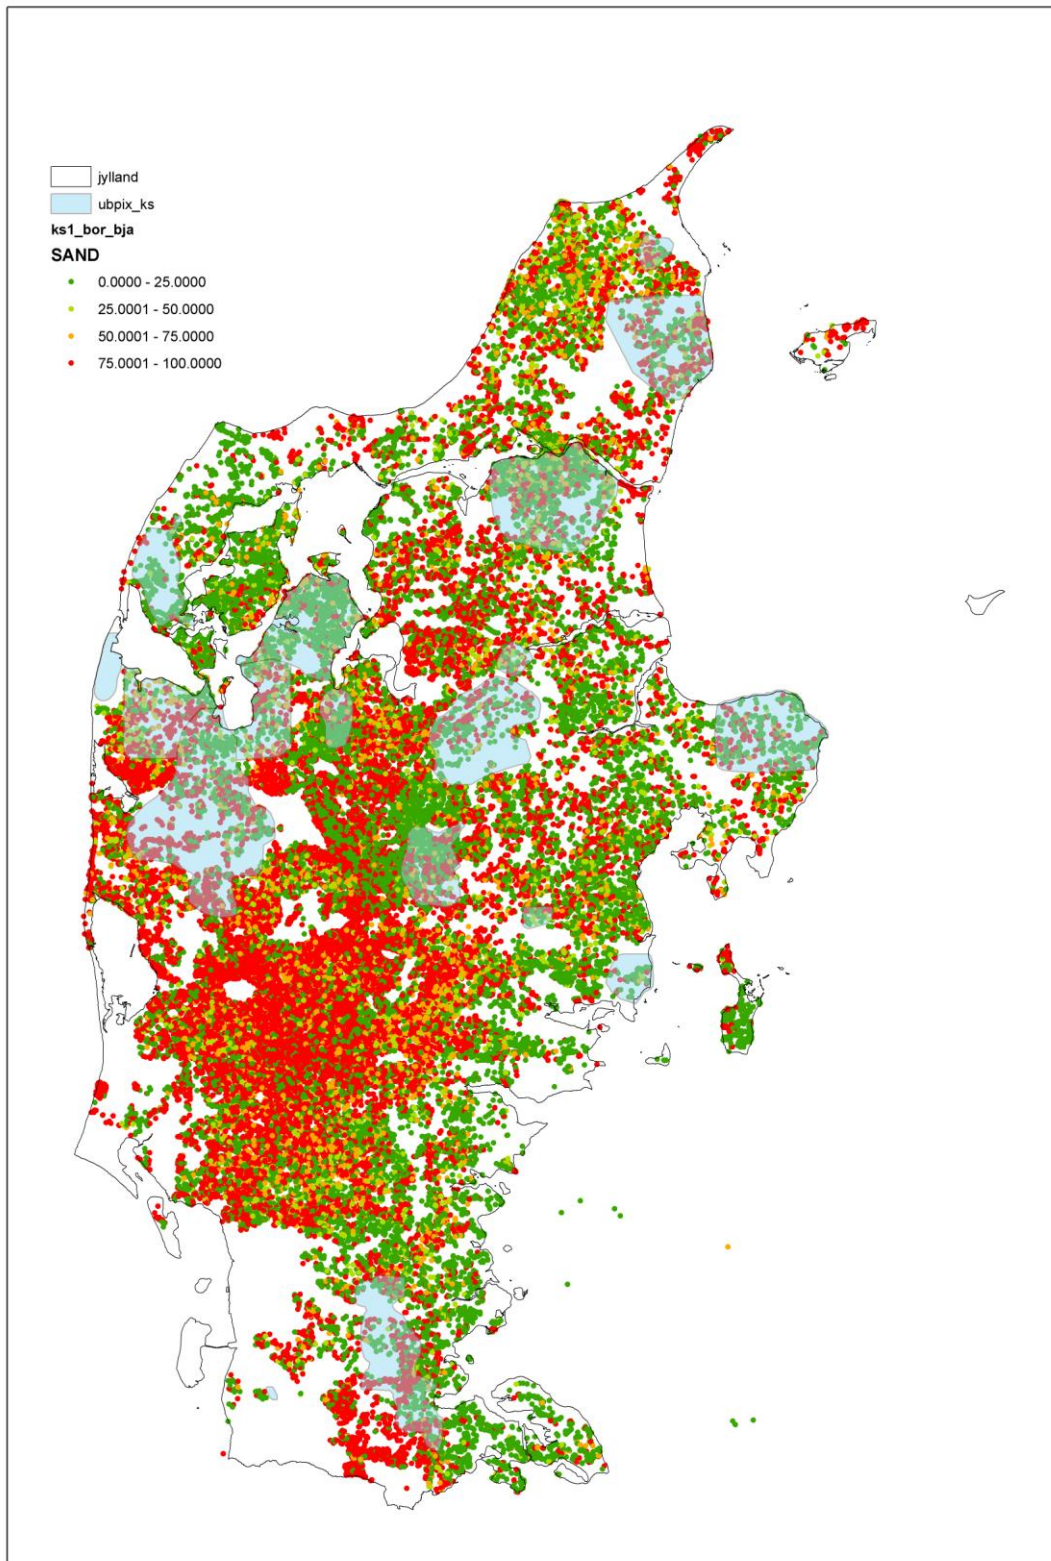 jylland
ubpix_ks
ks1_bor_bja
SAND
0.0000 - 25.0000
25.0001 - 50.0000
50.0001 - 75.0000
75.0001 - 100.0000